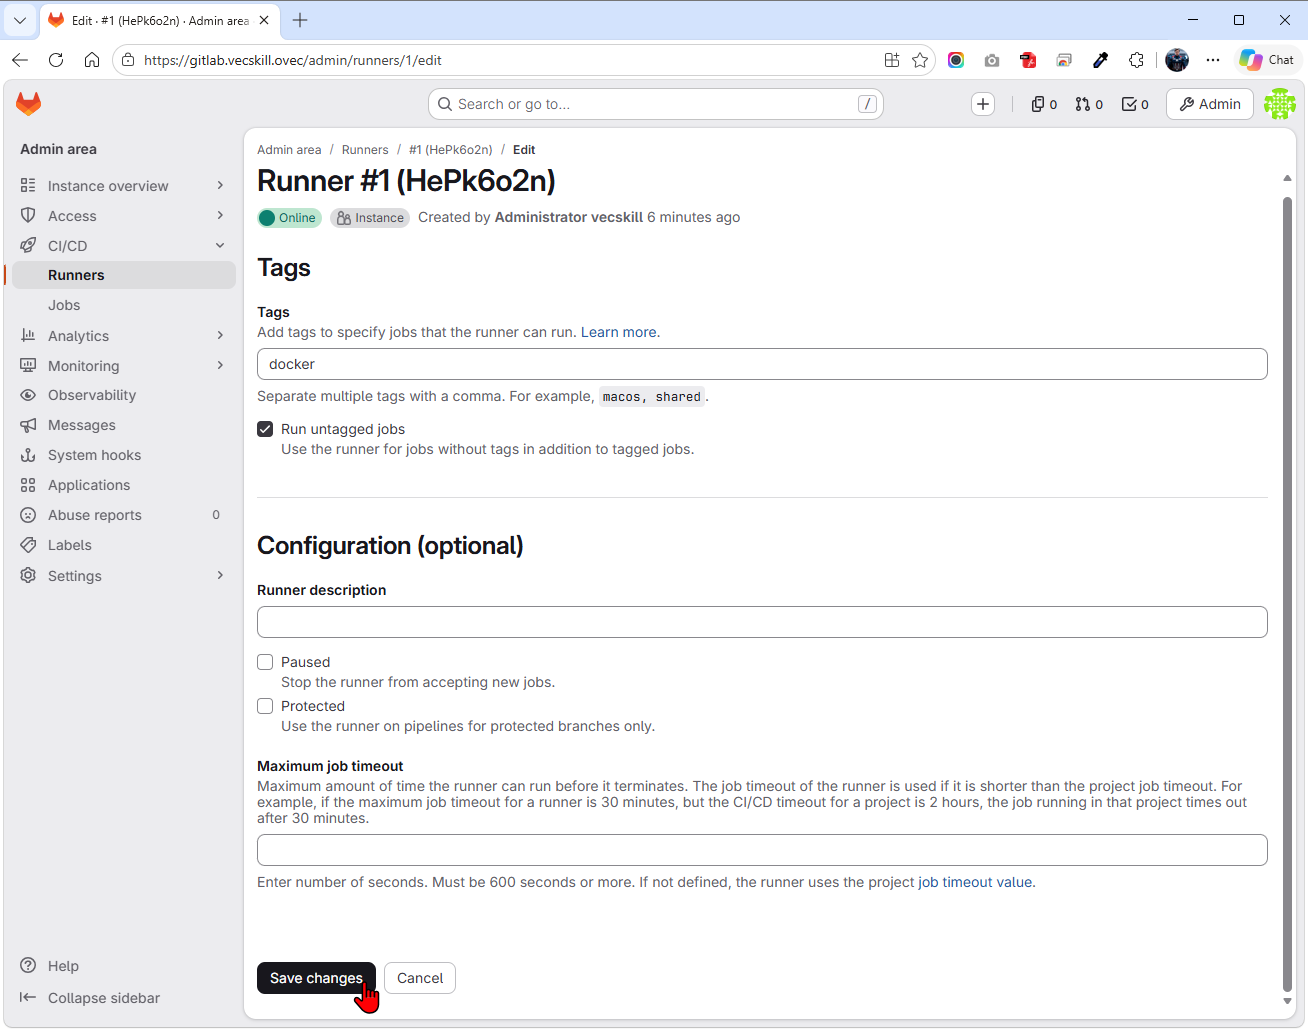 Edit · #1 (HePk6o2n) · Admin area
https://gitlab.vecskill.ovec/admin/runners/1/edit
Chat
Search or go to...
/
0
0
0
Admin
Admin area
Instance overview
Access
CI/CD
Runners
Jobs
Analytics
Monitoring
Observability
Messages
System hooks
Applications
Abuse reports 0
Labels
Settings
Help
Collapse sidebar
Admin area / Runners / #1 (HePk6o2n) / Edit
Runner #1 (HePk6o2n)
Online Instance Created by Administrator vecskill 6 minutes ago
Tags
Tags
Add tags to specify jobs that the runner can run. Learn more.
docker
Separate multiple tags with a comma. For example, macos, shared.
Run untagged jobs
Use the runner for jobs without tags in addition to tagged jobs.
Configuration (optional)
Runner description
Paused
Stop the runner from accepting new jobs.
Protected
Use the runner on pipelines for protected branches only.
Maximum job timeout
Maximum amount of time the runner can run before it terminates. The job timeout of the runner is used if it is shorter than the project job timeout. For
example, if the maximum job timeout for a runner is 30 minutes, but the CI/CD timeout for a project is 2 hours, the job running in that project times out
after 30 minutes.
Enter number of seconds. Must be 600 seconds or more. If not defined, the runner uses the project job timeout value.
Save changes Cancel